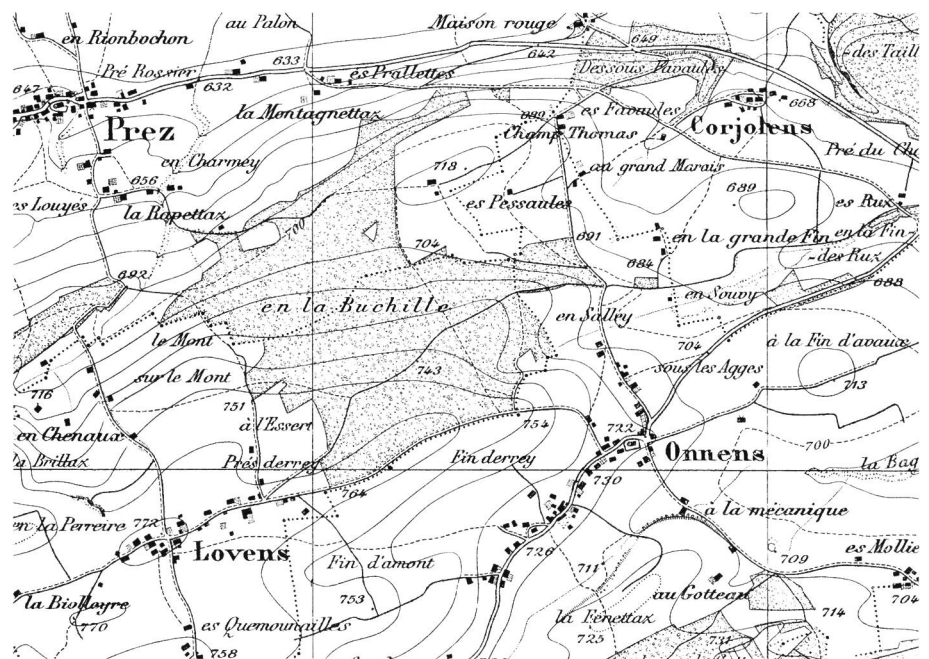 au Palon
Maison rouge
en Rionbochon
633
642
649
des Taill
Pré Rossier
es Prallettes
Dessous Favaules
647
632
la Montagnettaz
es Favaules
668
Prez
Champ Thomas
Corjolens
en Charmey
718
au grand Marais
Pré du Ch
656
689
es Louyes
la Rapettaz
es Pessaules
es Rux
700
704
691
en la grande Fin
en la Fin
des Rux
692
684
688
en la Buchille
en Souvy
en Salley
le Mont
704
à la Fin d'avaux
sur le Mont
743
sous les Agges
713
716
751
à l'Essert
754
722
700
en Chenaux
Onnens
la Brillaz
Prés derrey
Fin derrey
la Bag
764
730
en la Perreire
772
à la mécanique
Lovens
726
709
es Mollie
Fin d'amont
711
la Biolleyre
753
au Gotteau
704
770
la Fenettaz
714
es Quemounailles
725
731
758